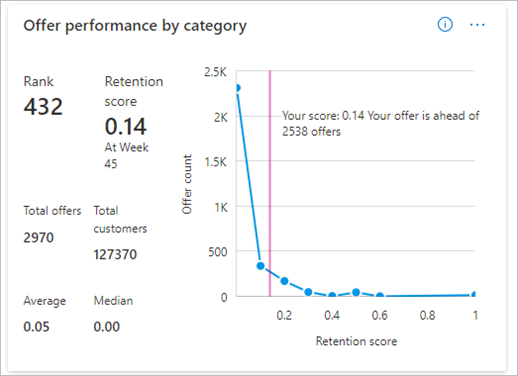 Offer performance by category
Rank
432
Retention
score
0.14
At Week
45
Total offers
2970
Total
customers
127370
Average
0.05
Median
0.00
Offer count
2.5K
2K
1.5K
1K
500
0
Your score: 0.14 Your offer is ahead of
2538 offers
0.2 0.4 0.6 0.8 1
Retention score